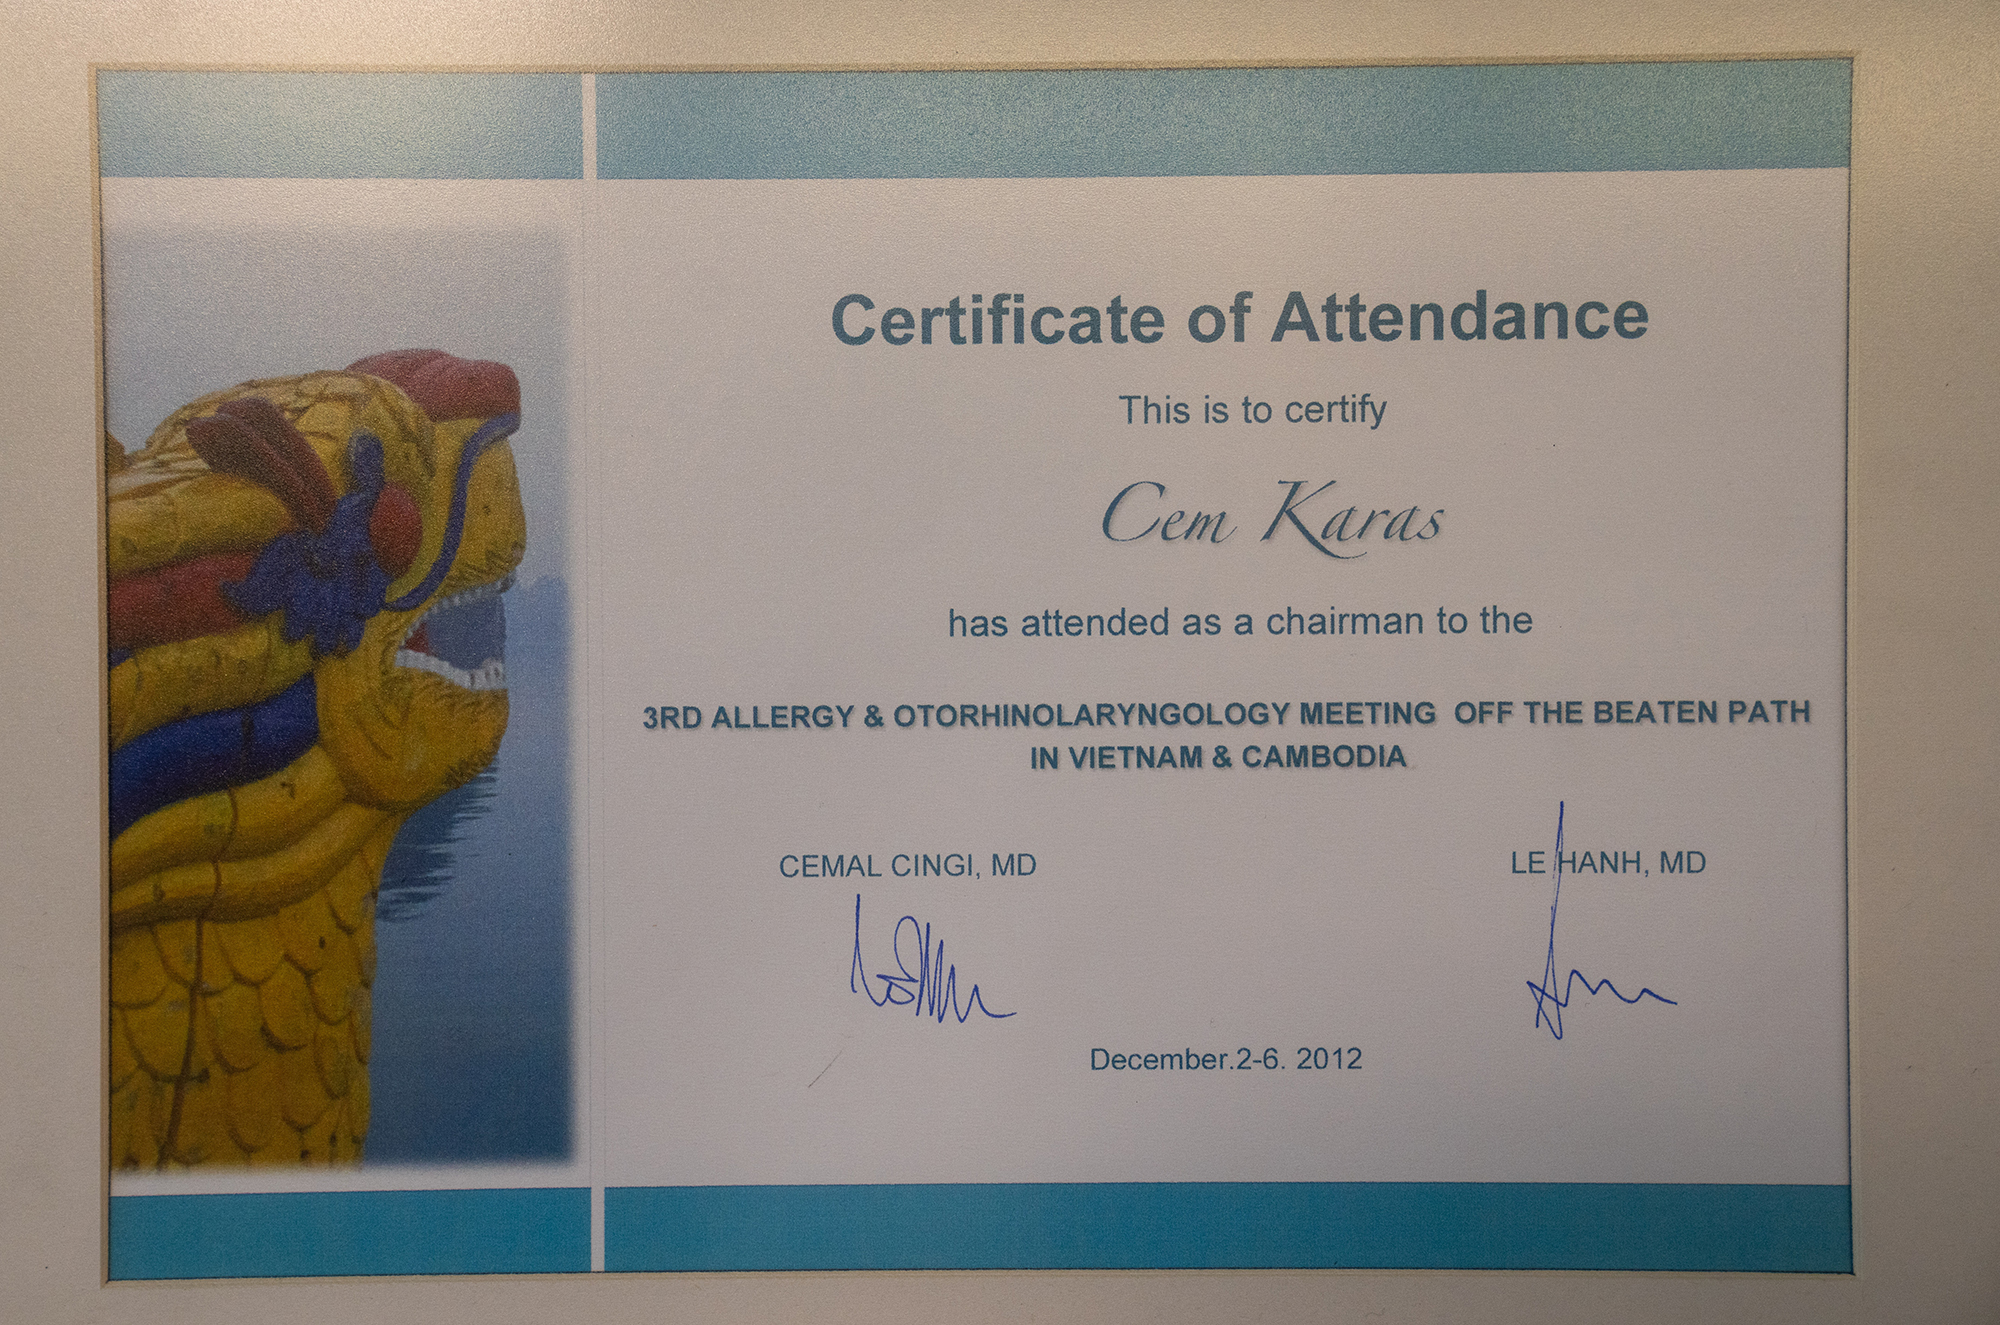 Certificate of Attendance
This is to certify
Cem Karas
has attended as a chairman to the
3RD ALLERGY & OTORHINOLARYNGOLOGY MEETING OFF THE BEATEN PATH
IN VIETNAM & CAMBODIA
CEMAL CINGI, MD
LE HANH, MD
December.2-6. 2012